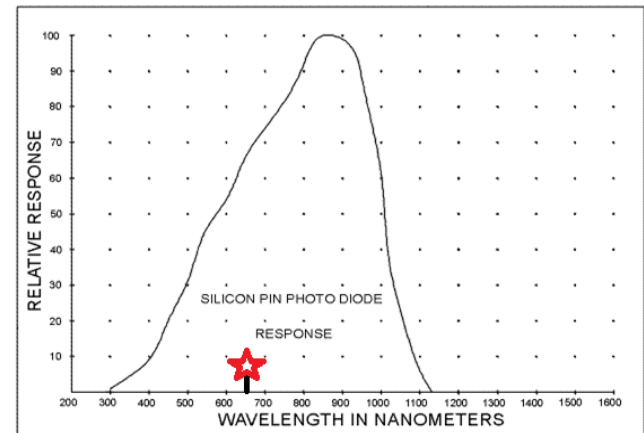 100
90
80
70
60
50
40
30
20
10
RELATIVE RESPONSE
SILICON PIN PHOTO DIODE
RESPONSE
200 300 400 500 600 700 800 900 1000 1100 1200 1300 1400 1500 1600
WAVELENGTH IN NANOMETERS